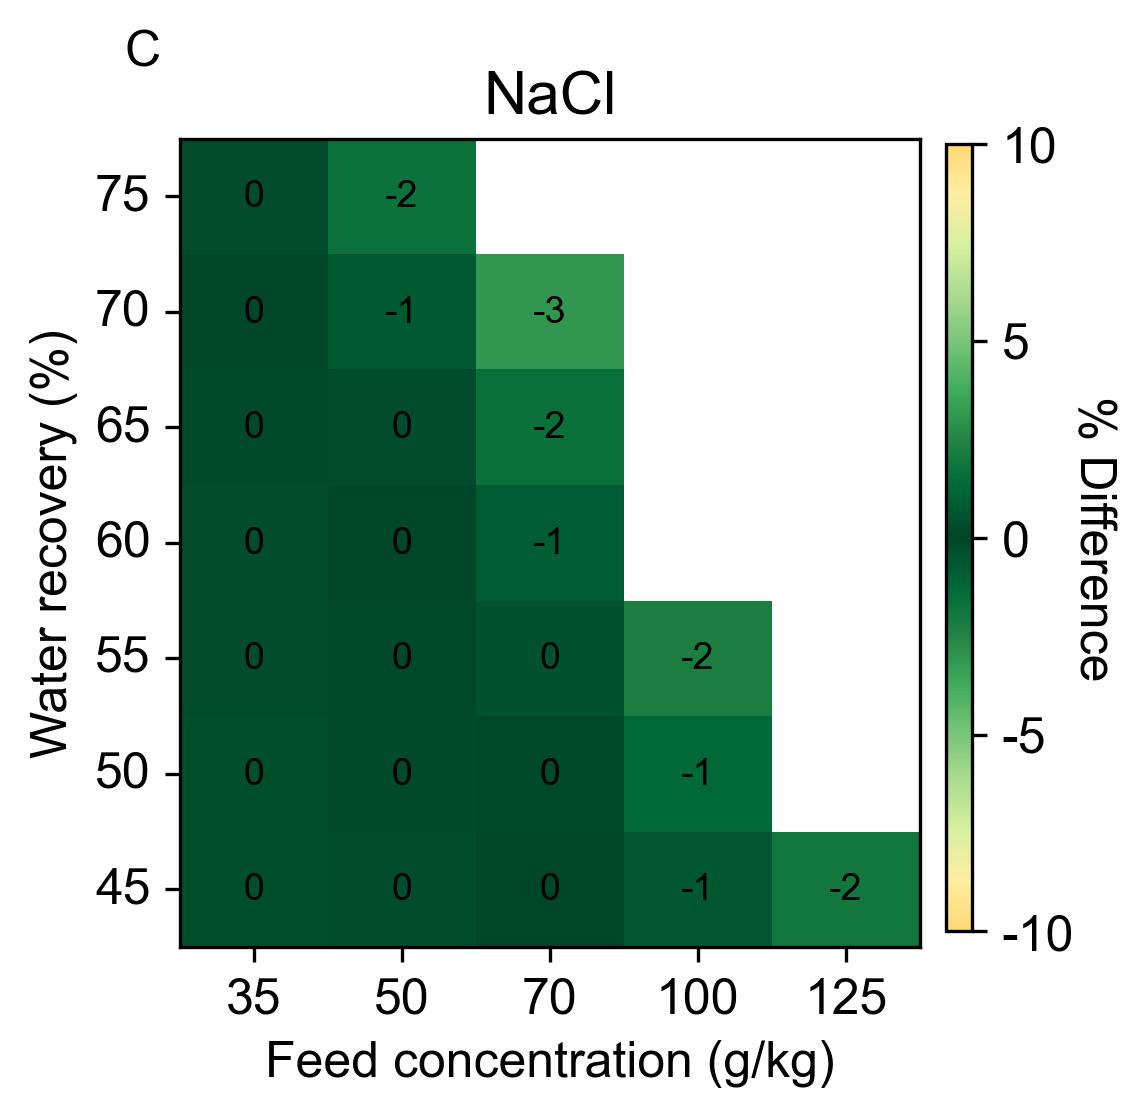 C
NaCl
75 0 -2
70 0 -1 -3
65 0 0 -2
60 0 0 -1
55 0 0 0 -2
50 0 0 0 -1
45 0 0 0 -1 -2
35 50 70 100 125
Feed concentration (g/kg)
Water recovery (%)
10
5
0
-5
-10
% Difference